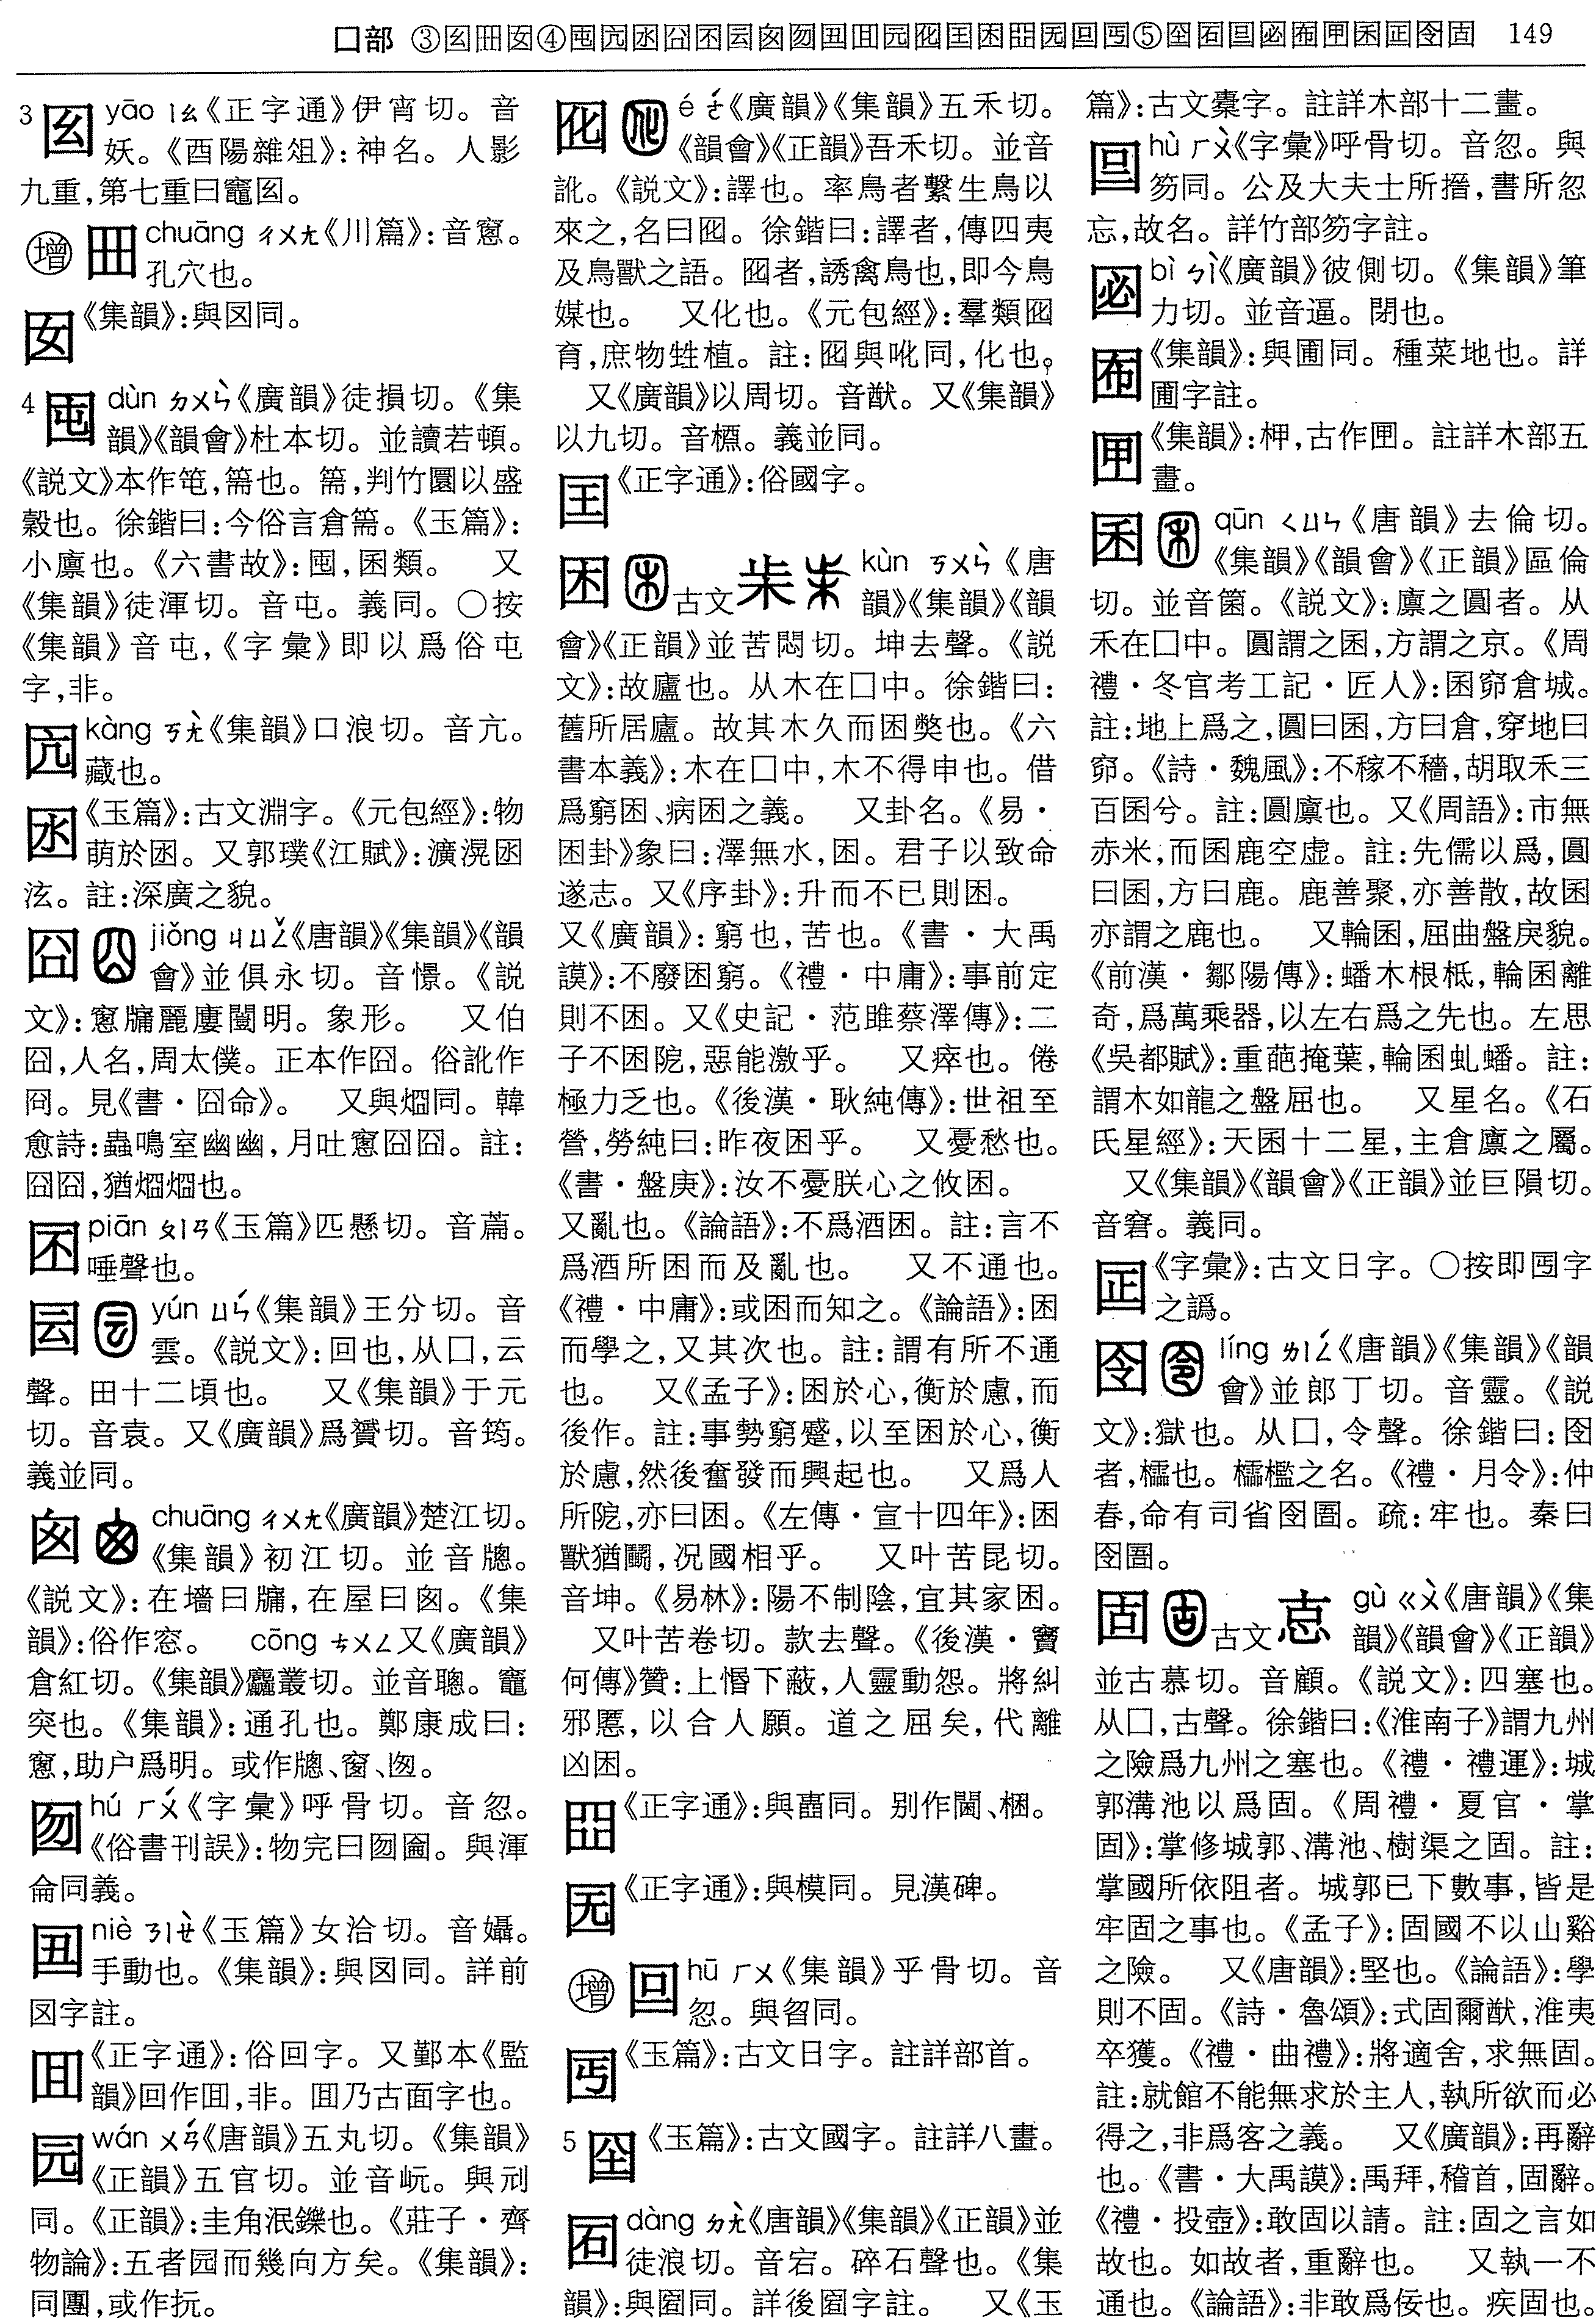 囗部 ③𡆥𡆧囡④囤囥𡇌囧𡇈囩囪囫𡇒囬园囮囯困𡇅𡇃囘𡇂⑤囶𡇈囙𡇍囿𡇞囷𡇑囹固 149
3 𡆩 yāo ㄧㄠ《正字通》伊宵切。音
妖。《酉陽雜俎》:神名。人影
九重,第七重曰竈𡆩。
增 chuāng ㄔㄨㄤ《川篇》:音窻。
孔穴也。
囡《集韻》:與囝同。
4 囤 dùn ㄉㄨㄣˋ《廣韻》徒損切。《集
韻》《韻會》杜本切。並讀若頓。
《説文》本作笹,篅也。篅,判竹圜以盛
穀也。徐鍇曰:今俗言倉篅。《玉篇》:
小廪也。《六書故》:囤,囷類。 又
《集韻》徒渾切。音屯。義同。〇按
《集韻》音屯,《字彙》即以爲俗屯
字,非。
囥 kàng ㄎㄤˋ《集韻》口浪切。音亢。
藏也。
囦《玉篇》:古文淵字。《元包經》:物
萌於囦。又郭璞《江賦》:瀇滉囦
泫。註:深廣之貌。
囧 jiǒng ㄐㄩㄥˇ《唐韻》《集韻》《韻
會》並俱永切。音憬。《説
文》:窻牖麗廔闓明。象形。 又伯
囧,人名,周太僕。正本作囧。俗訛作
冏。見《書・囧命》。 又與烱同。韓
愈詩:蟲鳴室幽幽,月吐窻囧囧。註:
囧囧,猶烱烱也。
piān ㄆㄧㄢ《玉篇》匹懸切。音萹。
唾聲也。
囩 yún ㄩㄣˊ《集韻》王分切。音
雲。《説文》:回也,从囗,云
聲。田十二頃也。 又《集韻》于元
切。音袁。又《廣韻》爲贇切。音筠。
義並同。
囪 chuāng ㄔㄨㄤ《廣韻》楚江切。
《集韻》初江切。並音牎。
《説文》:在墻曰牖,在屋曰囪。《集
韻》:俗作窓。 cōng ㄘㄨㄥ又《廣韻》
倉紅切。《集韻》麤叢切。並音聰。竈
突也。《集韻》:通孔也。鄭康成曰:
窻,助户爲明。或作牎、窗、囱。
囫 hú ㄏㄨˊ《字彙》呼骨切。音忽。
《俗書刊誤》:物完曰囫圇。與渾
侖同義。
niè ㄋㄧㄝˋ《玉篇》女洽切。音囁。
手動也。《集韻》:與囡同。詳前
囡字註。
囬《正字通》:俗回字。又鄞本《監
韻》回作囬,非。囬乃古面字也。
园 wán ㄨㄢˊ《唐韻》五丸切。《集韻》
《正韻》五官切。並音岏。與刓
同。《正韻》:圭角泯鑠也。《莊子・齊
物論》:五者园而幾向方矣。《集韻》:
同團,或作抏。
囮 é ㄜˊ《廣韻》《集韻》五禾切。
《韻會》《正韻》吾禾切。並音
訛。《説文》:譯也。率鳥者繫生鳥以
來之,名曰囮。徐鍇曰:譯者,傳四夷
及鳥獸之語。囮者,誘禽鳥也,即今鳥
媒也。 又化也。《元包經》:羣類囮
育,庶物甡植。註:囮與吪同,化也。
又《廣韻》以周切。音猷。又《集韻》
以九切。音槱。義並同。
囯《正字通》:俗國字。
困 古文 kùn ㄎㄨㄣˋ《唐
韻》《集韻》《韻
會》《正韻》並苦悶切。坤去聲。《説
文》:故廬也。从木在囗中。徐鍇曰:
舊所居廬。故其木久而困獘也。《六
書本義》:木在囗中,木不得申也。借
爲窮困、病困之義。 又卦名。《易・
困卦》象曰:澤無水,困。君子以致命
遂志。又《序卦》:升而不已則困。
又《廣韻》:窮也,苦也。《書・大禹
謨》:不廢困窮。《禮・中庸》:事前定
則不困。又《史記・范雎蔡澤傳》:二
子不困阸,惡能激乎。 又瘁也。倦
極力乏也。《後漢・耿純傳》:世祖至
營,勞純曰:昨夜困乎。 又憂愁也。
《書・盤庚》:汝不憂朕心之攸困。
又亂也。《論語》:不爲酒困。註:言不
爲酒所困而及亂也。 又不通也。
《禮・中庸》:或困而知之。《論語》:困
而學之,又其次也。註:謂有所不通
也。 又《孟子》:困於心,衡於慮,而
後作。註:事勢窮蹙,以至困於心,衡
於慮,然後奮發而興起也。 又爲人
所阸,亦曰困。《左傳・宣十四年》:困
獸猶鬭,况國相乎。 又叶苦昆切。
音坤。《易林》:陽不制陰,宜其家困。
又叶苦卷切。款去聲。《後漢・竇
何傳》贊:上惛下蔽,人靈動怨。將糾
邪慝,以合人願。道之屈矣,代離
凶困。
《正字通》:與𠾂同。别作閫、梱。
《正字通》:與模同。見漢碑。
增 囘 hū ㄏㄨ《集韻》乎骨切。音
忽。與曶同。
《玉篇》:古文日字。註詳部首。
5 《玉篇》:古文國字。註詳八畫。
dàng ㄉㄤˋ《唐韻》《集韻》《正韻》並
徒浪切。音宕。碎石聲也。《集
韻》:與㘢同。詳後㘢字註。 又《玉
篇》:古文橐字。註詳木部十二畫。
hù ㄏㄨˋ《字彙》呼骨切。音忽。與
笏同。公及大夫士所搢,書所忽
忘,故名。詳竹部笏字註。
bì ㄅㄧˋ《廣韻》彼側切。《集韻》筆
力切。並音逼。閉也。
《集韻》:與圃同。種菜地也。詳
圃字註。
《集韻》:柙,古作𡇖。註詳木部五
畫。
囷 qūn ㄑㄩㄣ《唐韻》去倫切。
《集韻》《韻會》《正韻》區倫
切。並音箘。《説文》:廪之圓者。从
禾在囗中。圓謂之囷,方謂之京。《周
禮・冬官考工記・匠人》:囷窌倉城。
註:地上爲之,圓曰囷,方曰倉,穿地曰
窌。《詩・魏風》:不稼不穡,胡取禾三
百囷兮。註:圓廪也。又《周語》:市無
赤米,而囷鹿空虚。註:先儒以爲,圓
曰囷,方曰鹿。鹿善聚,亦善散,故囷
亦謂之鹿也。 又輪囷,屈曲盤戾貌。
《前漢・鄒陽傳》:蟠木根柢,輪囷離
奇,爲萬乘器,以左右爲之先也。左思
《吳都賦》:重葩掩葉,輪囷虬蟠。註:
謂木如龍之盤屈也。 又星名。《石
氏星經》:天囷十二星,主倉廪之屬。
又《集韻》《韻會》《正韻》並巨隕切。
音窘。義同。
《字彙》:古文日字。〇按即囸字
之譌。
囹 líng ㄌㄧㄥˊ《唐韻》《集韻》《韻
會》並郎丁切。音靈。《説
文》:獄也。从囗,令聲。徐鍇曰:囹
者,櫺也。櫺檻之名。《禮・月令》:仲
春,命有司省囹圄。疏:牢也。秦曰
囹圄。
固 古文 gù ㄍㄨˋ《唐韻》《集
韻》《韻會》《正韻》
並古慕切。音顧。《説文》:四塞也。
从囗,古聲。徐鍇曰:《淮南子》謂九州
之險爲九州之塞也。《禮・禮運》:城
郭溝池以爲固。《周禮・夏官・掌
固》:掌修城郭、溝池、樹渠之固。註:
掌國所依阻者。城郭已下數事,皆是
牢固之事也。《孟子》:固國不以山谿
之險。 又《唐韻》:堅也。《論語》:學
則不固。《詩・魯頌》:式固爾猷,淮夷
卒獲。《禮・曲禮》:將適舍,求無固。
註:就館不能無求於主人,執所欲而必
得之,非爲客之義。 又《廣韻》:再辭
也。《書・大禹謨》:禹拜,稽首,固辭。
《禮・投壺》:敢固以請。註:固之言如
故也。如故者,重辭也。 又執一不
通也。《論語》:非敢爲佞也。疾固也。